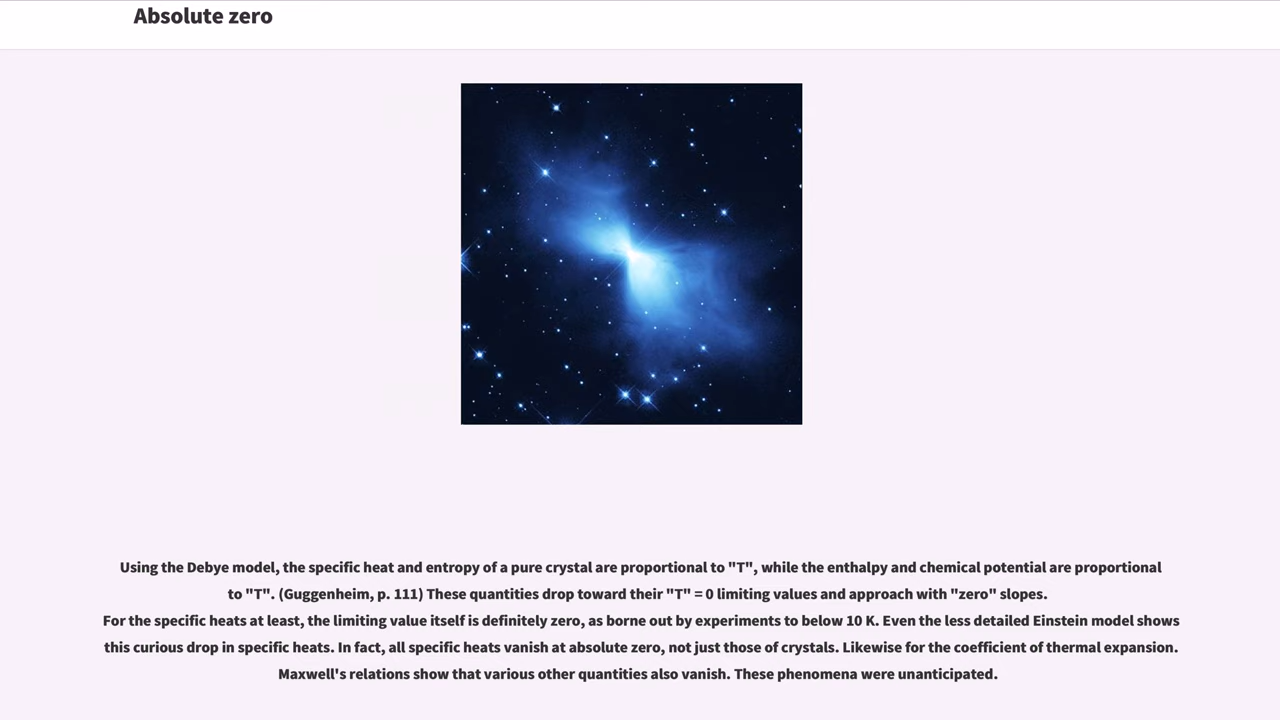 Absolute zero
Using the Debye model, the specific heat and entropy of a pure crystal are proportional to "T", while the enthalpy and chemical potential are proportional
to "T". (Guggenheim, p. 111) These quantities drop toward their "T" = 0 limiting values and approach with "zero" slopes.
For the specific heats at least, the limiting value itself is definitely zero, as borne out by experiments to below 10 K. Even the less detailed Einstein model shows
this curious drop in specific heats. In fact, all specific heats vanish at absolute zero, not just those of crystals. Likewise for the coefficient of thermal expansion.
Maxwell's relations show that various other quantities also vanish. These phenomena were unanticipated.